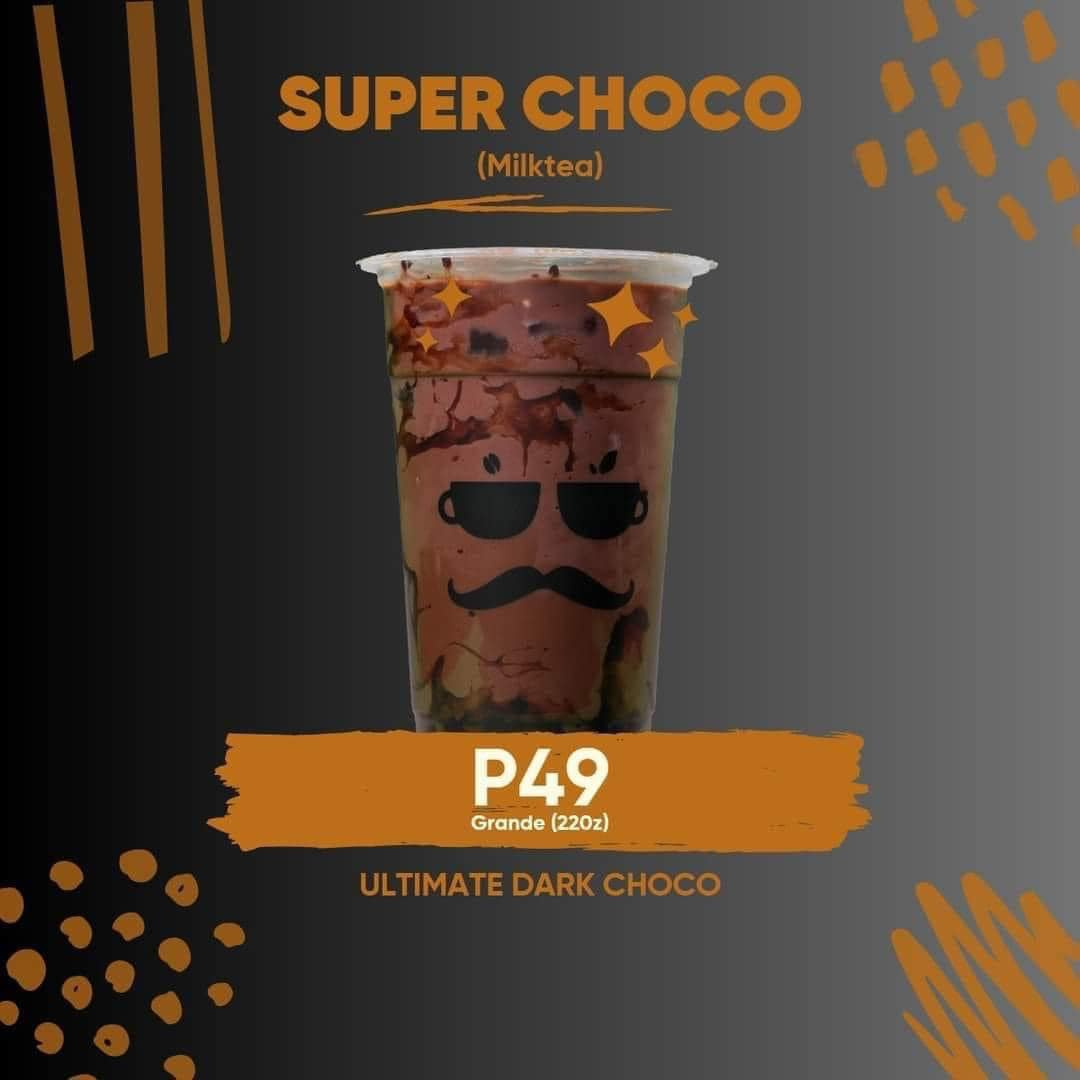 SUPER CHOCO
(Milktea)
P49
Grande (22oz)
ULTIMATE DARK CHOCO